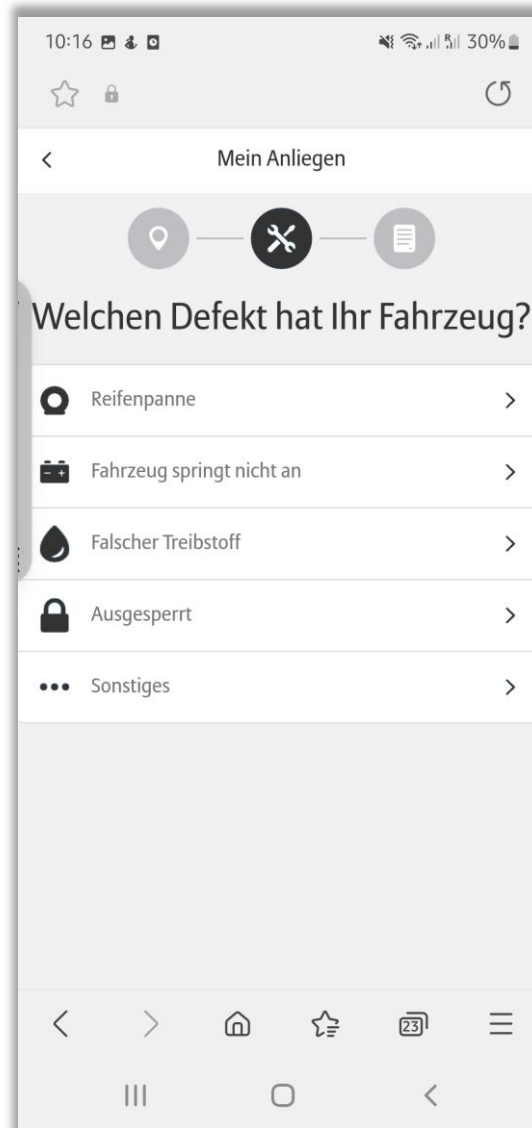 10:16
30%
Mein Anliegen
Welchen Defekt hat Ihr Fahrzeug?
Reifenpanne
Fahrzeug springt nicht an
Falscher Treibstoff
Ausgesperrt
Sonstiges
23